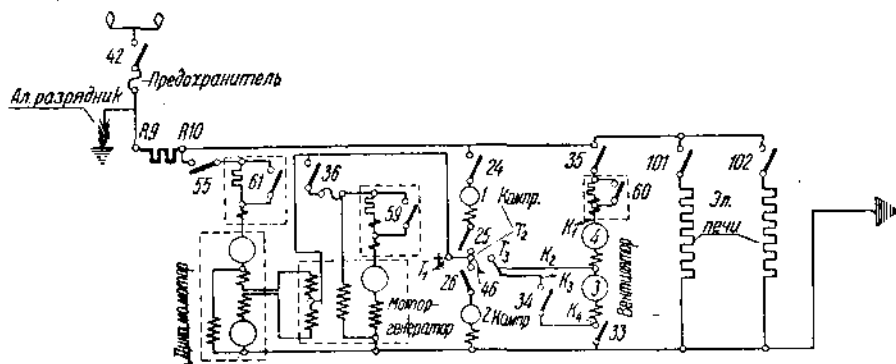 42
Предохранитель
Ал. разрядник
R9
R10
55
61
36
59
24
1
Компр.
25
T₂
T₁
T₃
26
46
2 Компр
35
60
K₁
4
K₂
K₃
34
3
K₄
33
Вентилятор
101
102
Эл.
печи
Динамомотор
Мотор-
генератор